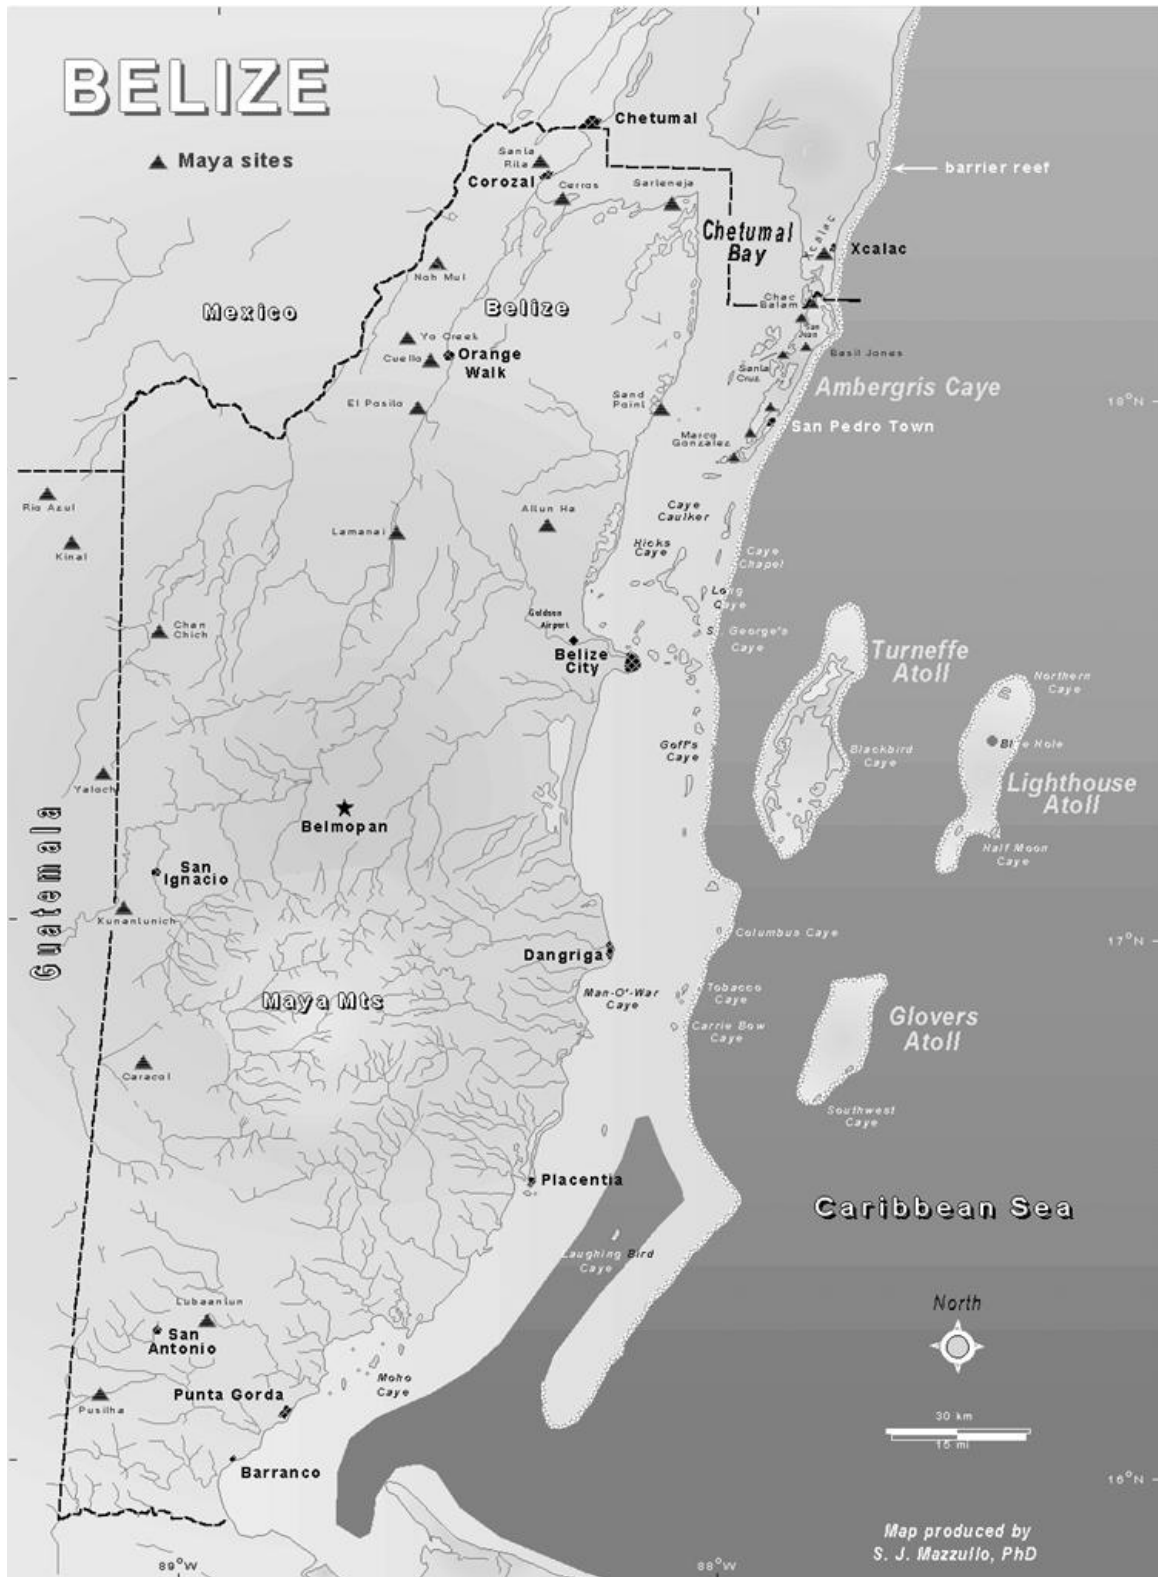 BELIZE
Chetumal
Maya sites
Santa
Rita
Corozal
Cerros
Sarteneja
barrier reef
Chetumal
Bay
Xcalac
Xcalac
Noh Mul
Mexico
Belize
Chac
Balam
San
Juan
Yo Creek
Cuello
Orange
Walk
Basil Jones
Santa
Cruz
Ambergris Caye
El Posito
Sand
Point
18°N
San Pedro Town
Marco
Gonzalez
Rio Azul
Kinal
Lamanai
Altun Ha
Caye
Caulker
Hicks
Caye
Caye
Chapel
Long
Caye
Chan
Chich
Goldson
Airport
St. George's
Caye
Belize
City
Turneffe
Atoll
Northern
Caye
Goff's
Caye
Blackbird
Caye
Blue Hole
Lighthouse
Atoll
Yaloch
Guatemala
Belmopan
Half Moon
Caye
San
Ignacio
Xunantunich
Columbus Caye
17°N
Dangriga
Man-O'-War
Caye
Tobacco
Caye
Maya Mts
Glovers
Atoll
Carrie Bow
Caye
Caracol
Southwest
Caye
Placentia
Caribbean Sea
Laughing Bird
Caye
Lubaantun
San
Antonio
North
Moho
Caye
Punta Gorda
Pusilha
30 km
15 mi
Barranco
16°N
Map produced by
S. J. Mazzullo, PhD
89°W
88°W